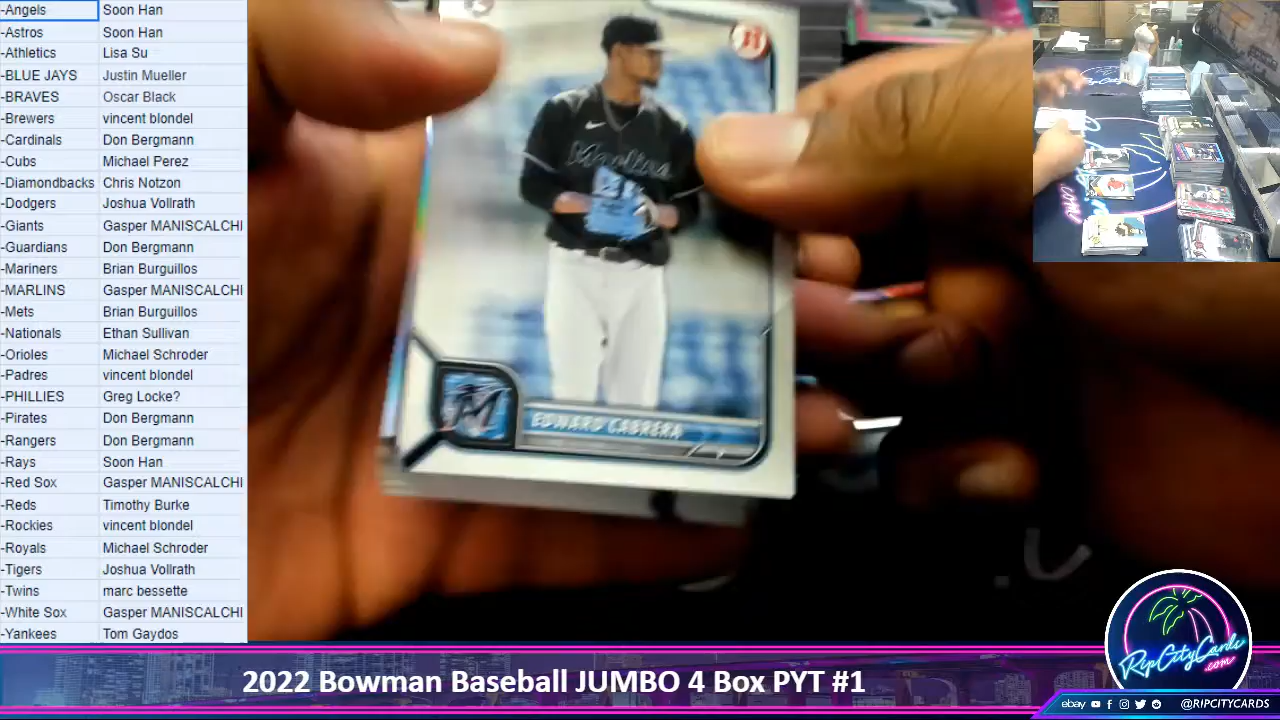 -Angels Soon Han
-Astros Soon Han
-Athletics Lisa Su
-BLUE JAYS Justin Mueller
-BRAVES Oscar Black
-Brewers vincent blondel
-Cardinals Don Bergmann
-Cubs Michael Perez
-Diamondbacks Chris Notzon
-Dodgers Joshua Vollrath
-Giants Gasper MANISCALCHI
-Guardians Don Bergmann
-Mariners Brian Burguillos
-MARLINS Gasper MANISCALCHI
-Mets Brian Burguillos
-Nationals Ethan Sullivan
-Orioles Michael Schroder
-Padres vincent blondel
-PHILLIES Greg Locke?
-Pirates Don Bergmann
-Rangers Don Bergmann
-Rays Soon Han
-Red Sox Gasper MANISCALCHI
-Reds Timothy Burke
-Rockies vincent blondel
-Royals Michael Schroder
-Tigers Joshua Vollrath
-Twins marc bessette
-White Sox Gasper MANISCALCHI
-Yankees Tom Gaydos
Marlins
EDWARD CABRERA
RipCityCards
.com
2022 Bowman Baseball JUMBO 4 Box PYT #1
ebay @RIPCITYCARDS